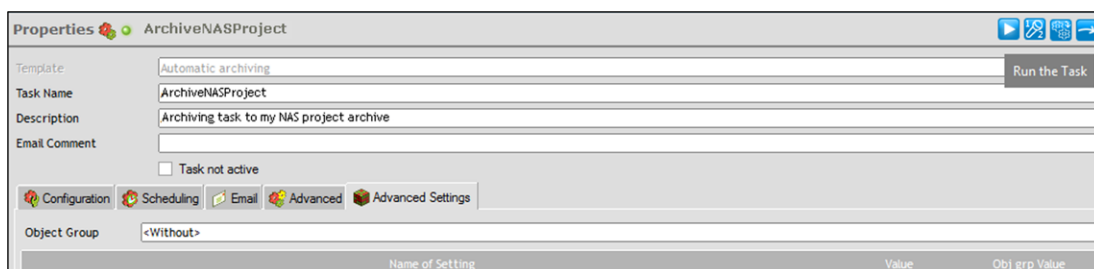 Properties ArchiveNASProject
Template Automatic archiving
Run the Task
Task Name ArchiveNASProject
Description Archiving task to my NAS project archive
Email Comment
Task not active
Configuration Scheduling Email Advanced Advanced Settings
Object Group <Without>
Name of Setting Value Obj grp Value